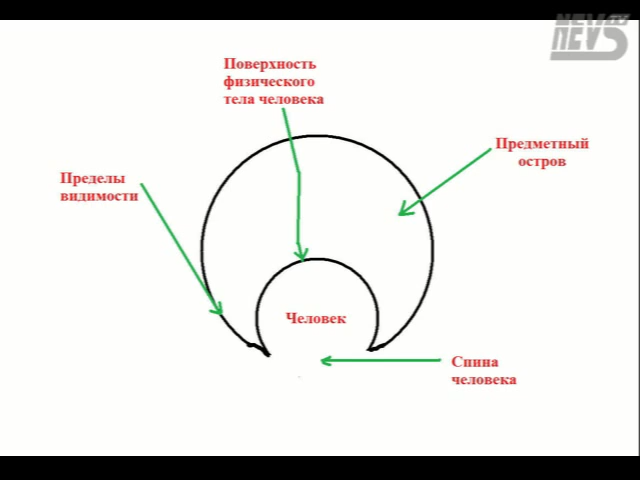 NEWS
Поверхность
физического
тела человека
Предметный
остров
Пределы
видимости
Человек
Спина
человека